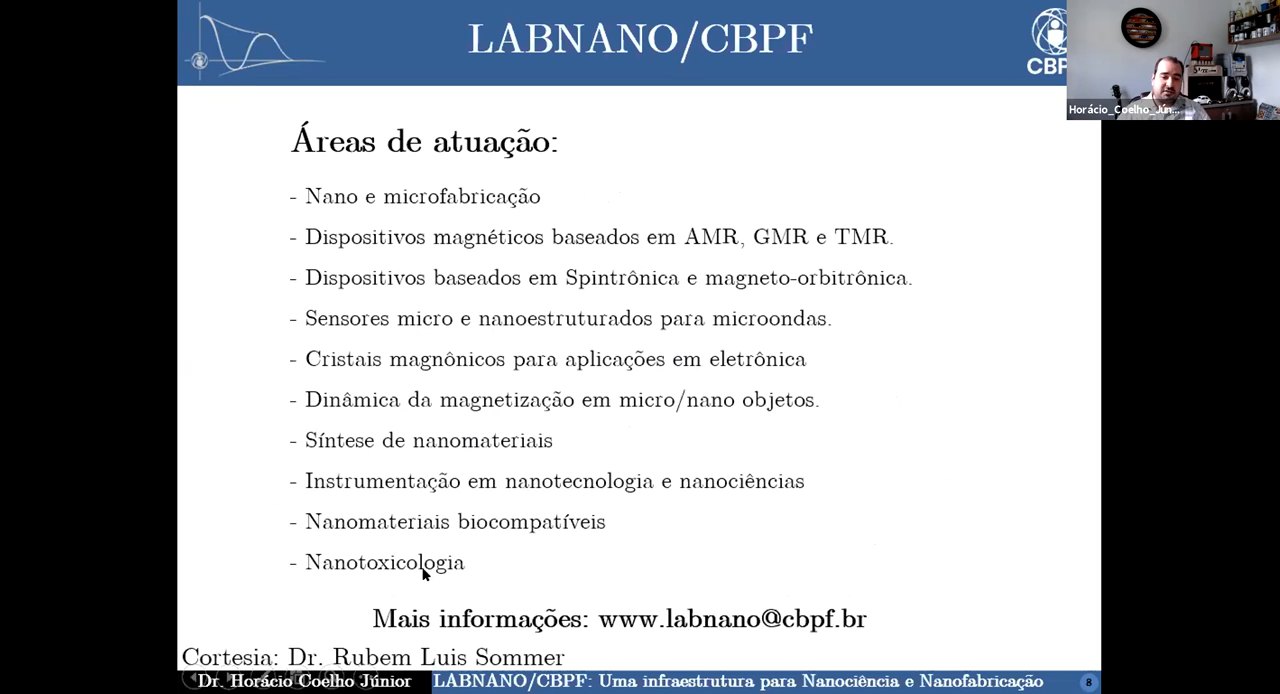 LABNANO/CBPF
CBP
Horácio_Coelho_Jún...
Áreas de atuação:
- Nano e microfabricação
- Dispositivos magnéticos baseados em AMR, GMR e TMR.
- Dispositivos baseados em Spintrônica e magneto-orbitrônica.
- Sensores micro e nanoestruturados para microondas.
- Cristais magnônicos para aplicações em eletrônica
- Dinâmica da magnetização em micro/nano objetos.
- Síntese de nanomateriais
- Instrumentação em nanotecnologia e nanociências
- Nanomateriais biocompatíveis
- Nanotoxicologia
Mais informações: www.labnano@cbpf.br
Cortesia: Dr. Rubem Luis Sommer
Dr. Horácio Coelho Júnior LABNANO/CBPF: Uma infraestrutura para Nanociência e Nanofabricação 8